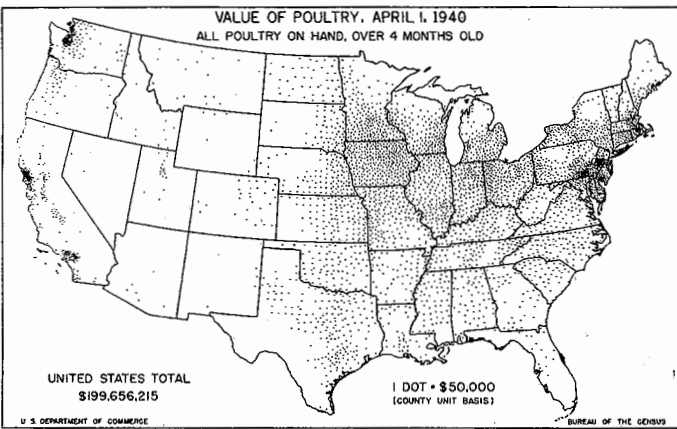 VALUE OF POULTRY, APRIL 1, 1940
ALL POULTRY ON HAND, OVER 4 MONTHS OLD
UNITED STATES TOTAL
$199,656,215
1 DOT = $50,000
(COUNTY UNIT BASIS)
U S. DEPARTMENT OF COMMERCE
BUREAU OF THE CENSUS